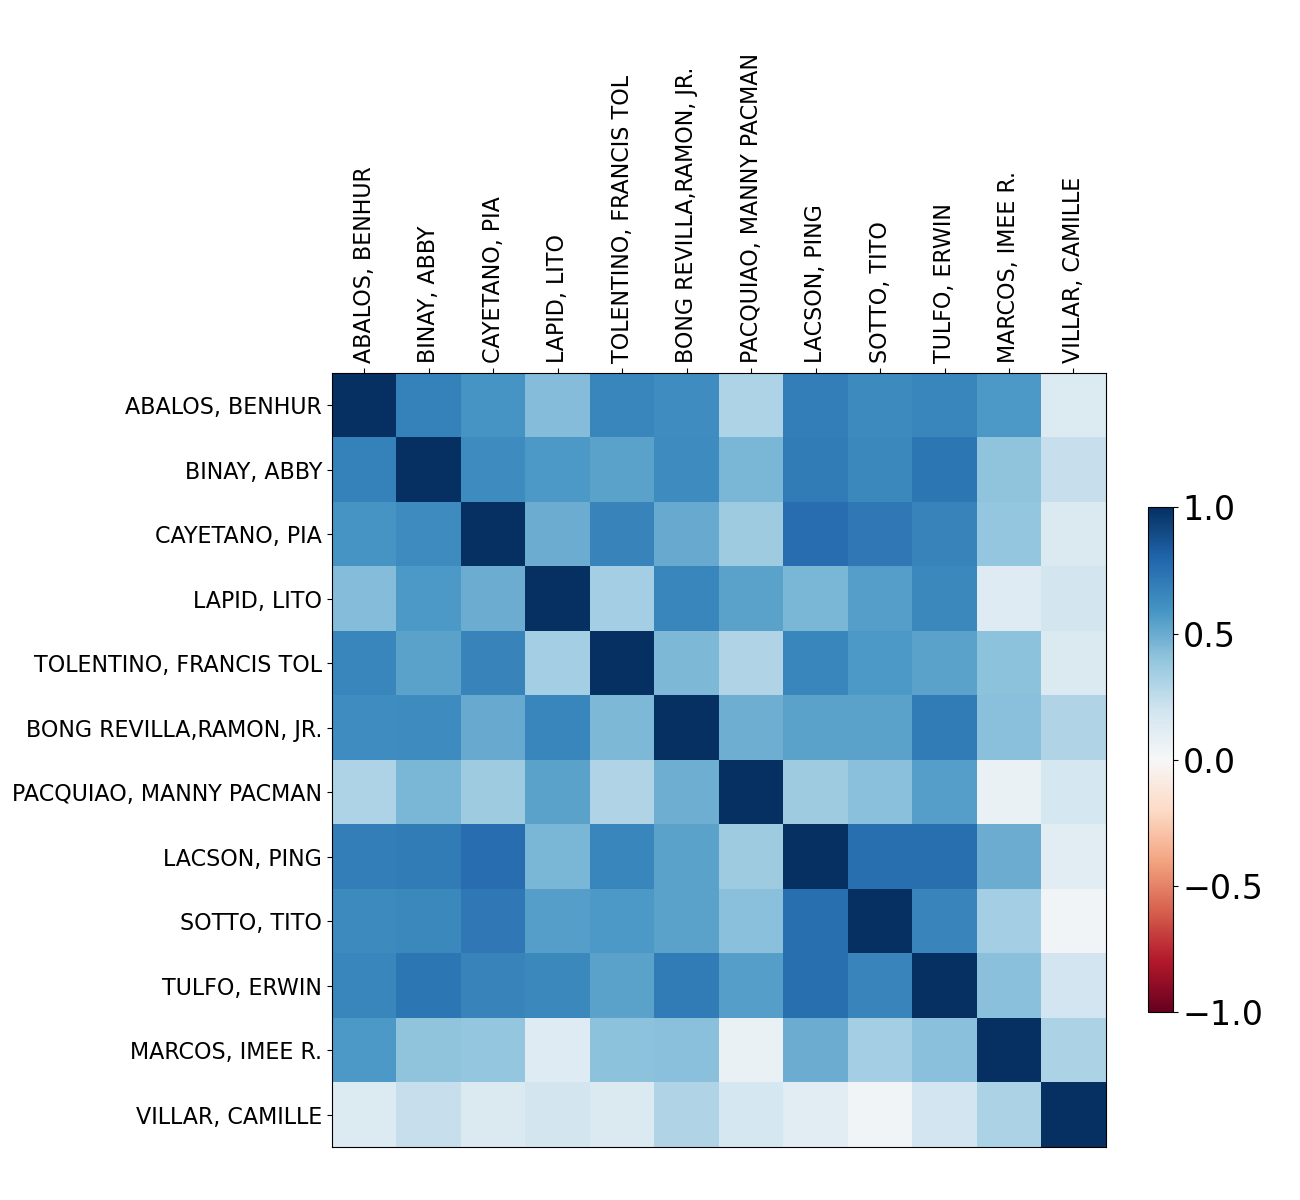 ABALOS, BENHUR
BINAY, ABBY
CAYETANO, PIA
LAPID, LITO
TOLENTINO, FRANCIS TOL
BONG REVILLA,RAMON, JR.
PACQUIAO, MANNY PACMAN
LACSON, PING
SOTTO, TITO
TULFO, ERWIN
MARCOS, IMEE R.
VILLAR, CAMILLE
ABALOS, BENHUR
BINAY, ABBY
CAYETANO, PIA
LAPID, LITO
TOLENTINO, FRANCIS TOL
BONG REVILLA,RAMON, JR.
PACQUIAO, MANNY PACMAN
LACSON, PING
SOTTO, TITO
TULFO, ERWIN
MARCOS, IMEE R.
VILLAR, CAMILLE
1.0
0.5
0.0
−0.5
−1.0